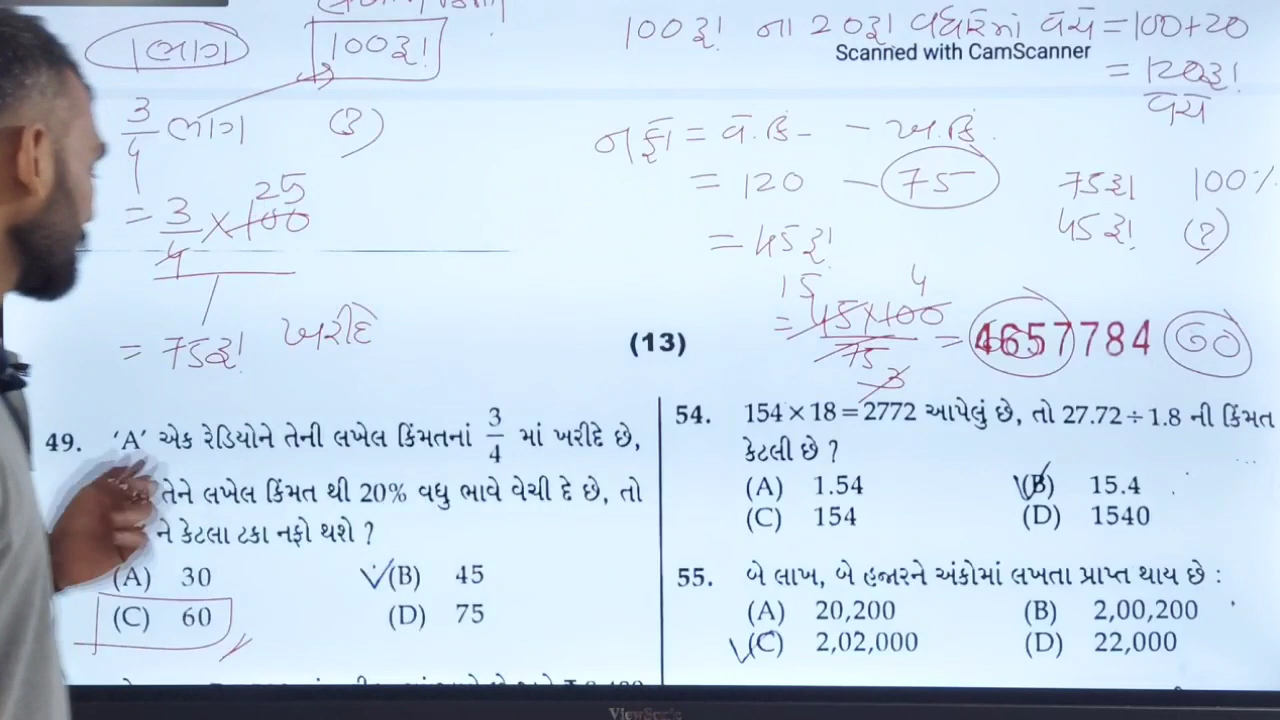 1ભાગ 100રૂા
3/4 ભાગ (?)
= 3/4 × 100 25
= 75રૂા ખરીદે
100રૂા ના 20રૂા વધારેમાં વેચે = 100+20
Scanned with CamScanner
= 120રૂા
વેચે
નફો = વે.કિં - ખ.કિં.
= 120 - 75
= 45રૂા
75રૂા 100%
45રૂા (?)
15 4
= 45×100 / 75 = 60
3
(13)
4657784
49. 'A' એક રેડિયોને તેની લખેલ કિંમતનાં 3/4 માં ખરીદે છે,
તેને લખેલ કિંમત થી 20% વધુ ભાવે વેચી દે છે, તો
ને કેટલા ટકા નફો થશે ?
(A) 30 (B) 45
(C) 60 (D) 75
54. 154 × 18 = 2772 આપેલું છે, તો 27.72 ÷ 1.8 ની કિંમત
કેટલી છે ?
(A) 1.54 (B) 15.4
(C) 154 (D) 1540
55. બે લાખ, બે હજારને અંકોમાં લખતા પ્રાપ્ત થાય છે :
(A) 20,200 (B) 2,00,200
(C) 2,02,000 (D) 22,000
ViewSonic